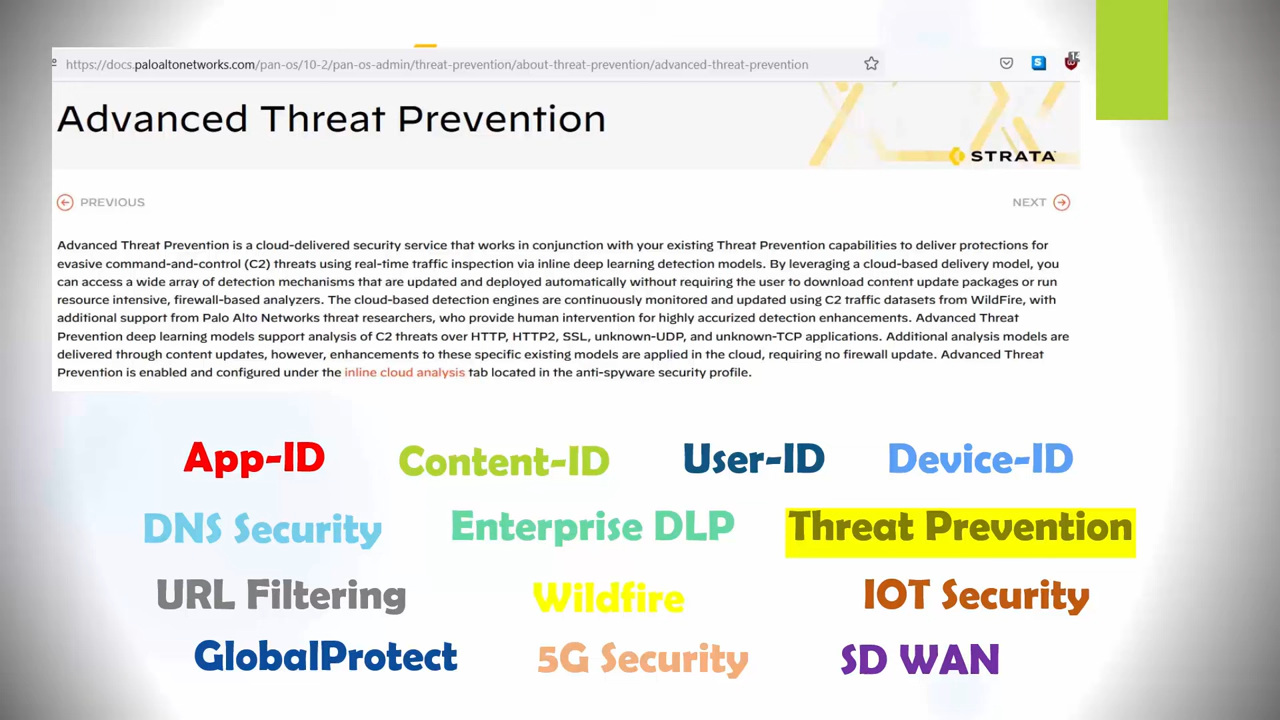 https://docs.paloaltonetworks.com/pan-os/10-2/pan-os-admin/threat-prevention/about-threat-prevention/advanced-threat-prevention
Advanced Threat Prevention
STRATA
PREVIOUS
NEXT
Advanced Threat Prevention is a cloud-delivered security service that works in conjunction with your existing Threat Prevention capabilities to deliver protections for
evasive command-and-control (C2) threats using real-time traffic inspection via inline deep learning detection models. By leveraging a cloud-based delivery model, you
can access a wide array of detection mechanisms that are updated and deployed automatically without requiring the user to download content update packages or run
resource intensive, firewall-based analyzers. The cloud-based detection engines are continuously monitored and updated using C2 traffic datasets from WildFire, with
additional support from Palo Alto Networks threat researchers, who provide human intervention for highly accurized detection enhancements. Advanced Threat
Prevention deep learning models support analysis of C2 threats over HTTP, HTTP2, SSL, unknown-UDP, and unknown-TCP applications. Additional analysis models are
delivered through content updates, however, enhancements to these specific existing models are applied in the cloud, requiring no firewall update. Advanced Threat
Prevention is enabled and configured under the inline cloud analysis tab located in the anti-spyware security profile.
App-ID Content-ID User-ID Device-ID
DNS Security Enterprise DLP Threat Prevention
URL Filtering Wildfire IOT Security
GlobalProtect 5G Security SD WAN